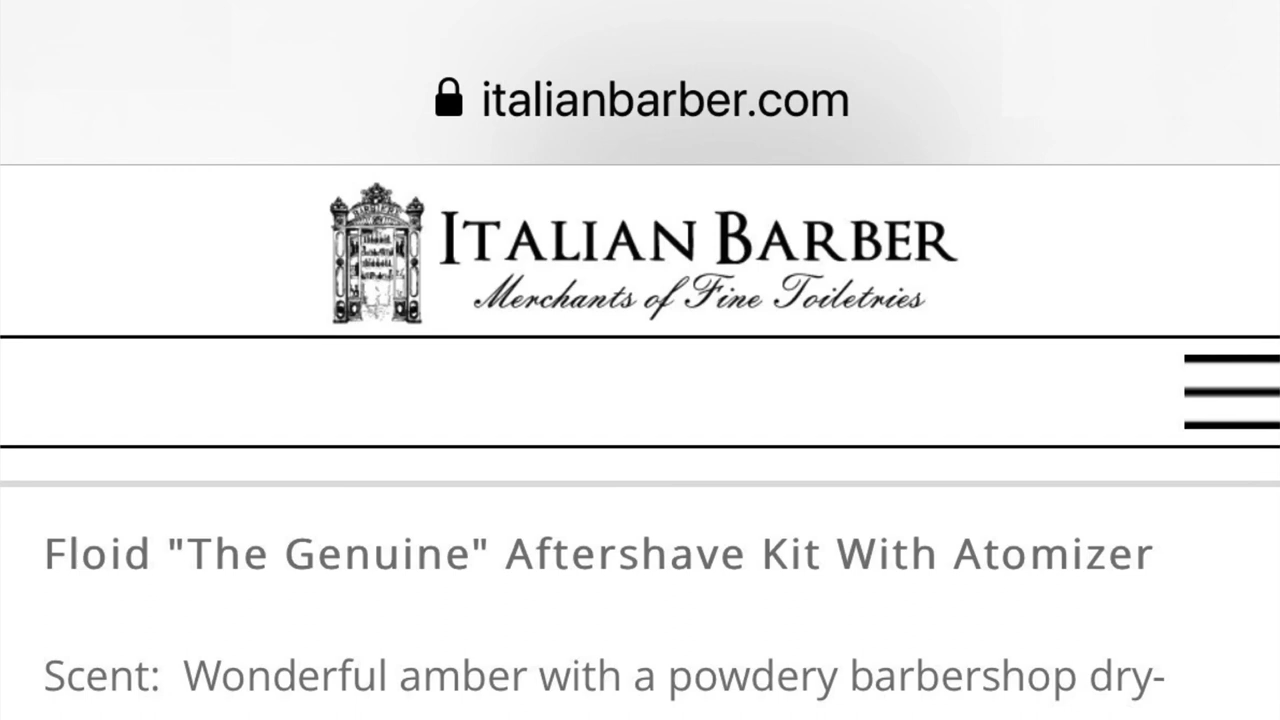 italianbarber.com
ITALIAN BARBER
Merchants of Fine Toiletries
Floid "The Genuine" Aftershave Kit With Atomizer
Scent: Wonderful amber with a powdery barbershop dry-